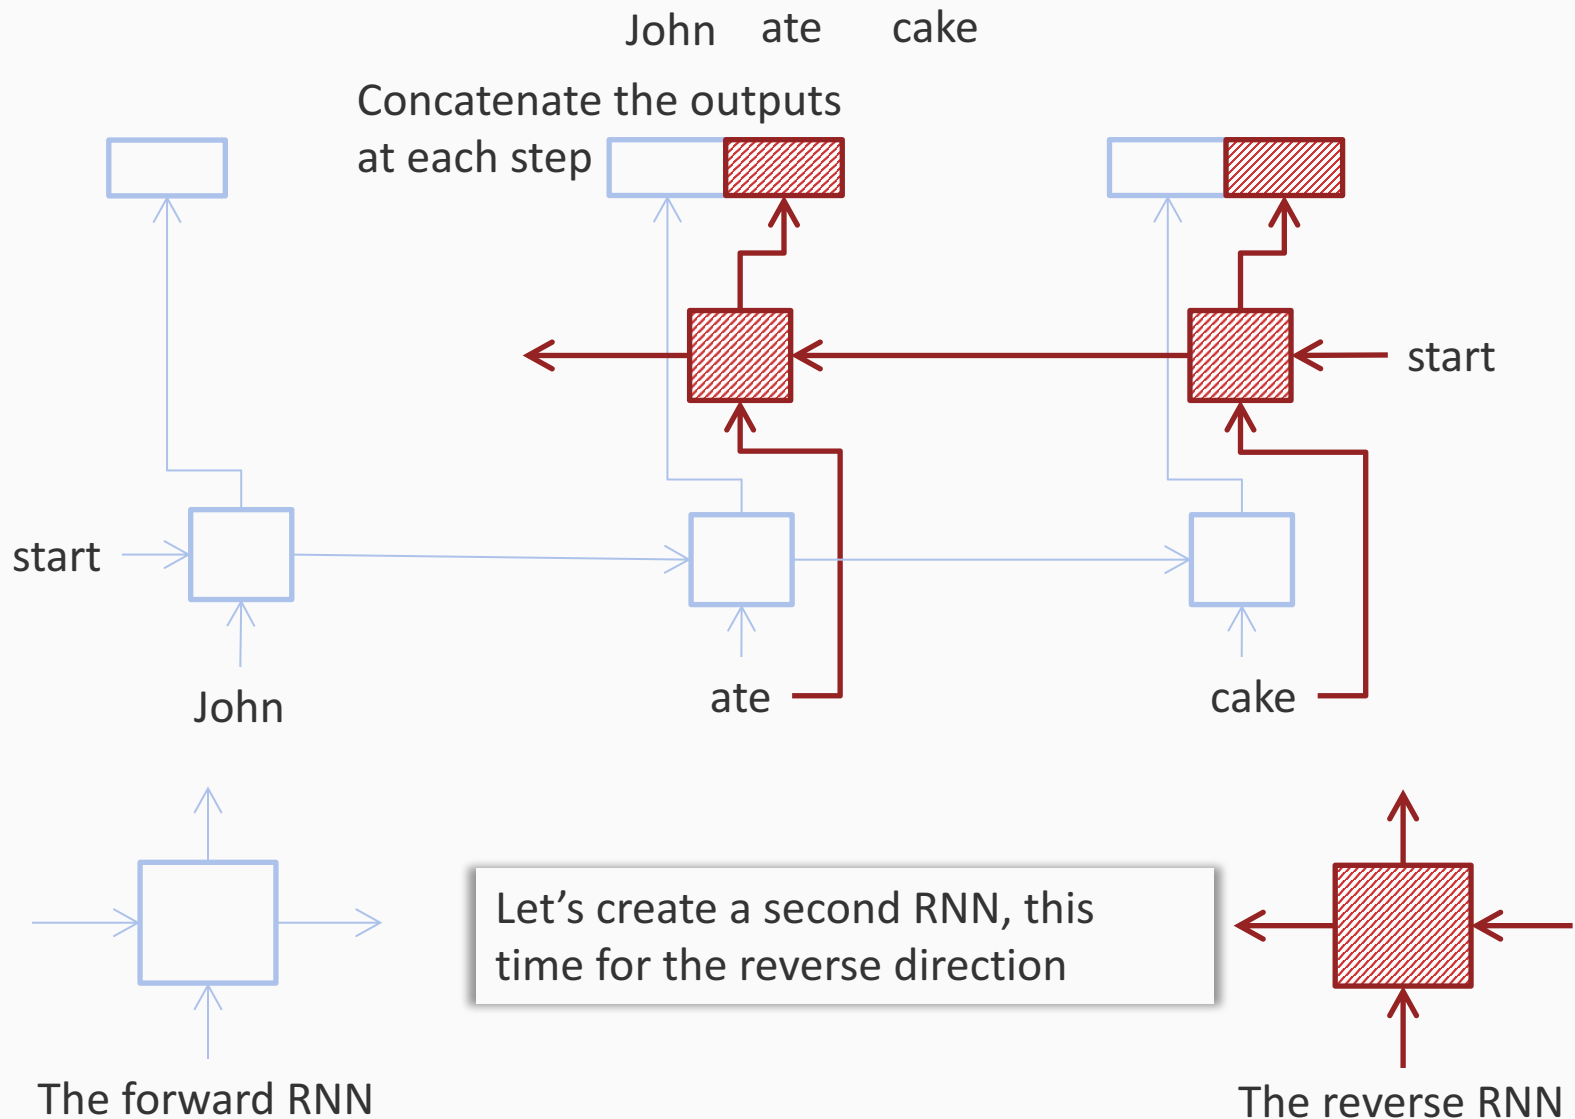 John ate cake
Concatenate the outputs
at each step
start
start
John
ate
cake
Let’s create a second RNN, this
time for the reverse direction
The forward RNN
The reverse RNN